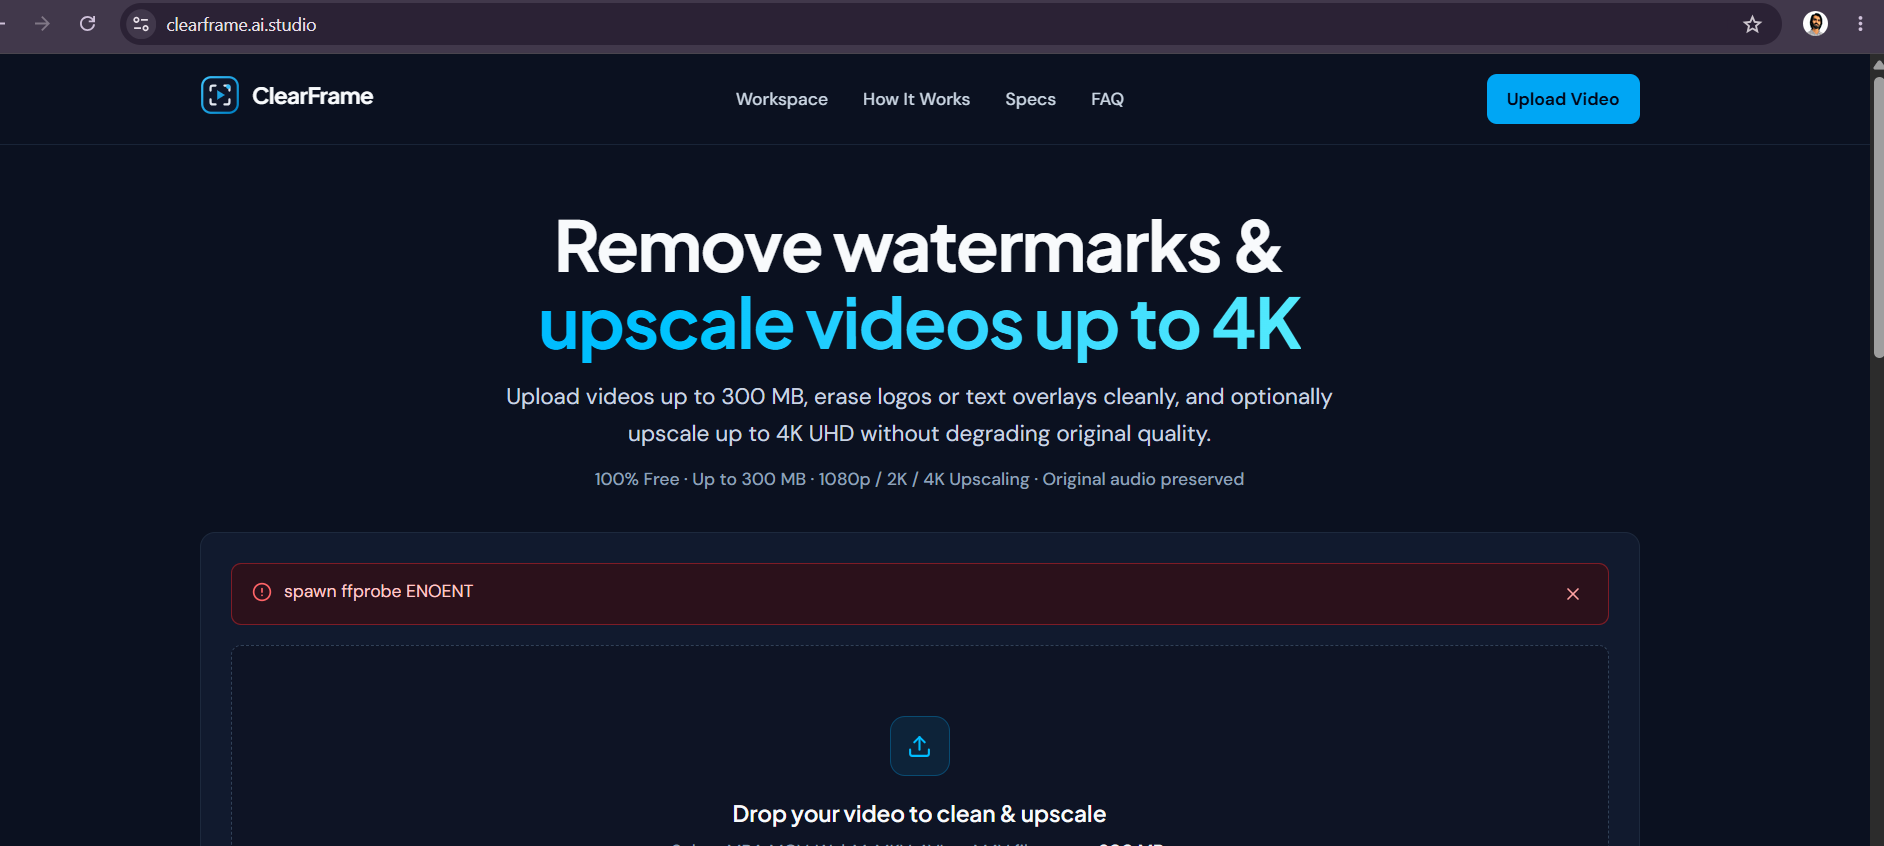 clearframe.ai.studio
ClearFrame
Workspace How It Works Specs FAQ
Upload Video
Remove watermarks &
upscale videos up to 4K
Upload videos up to 300 MB, erase logos or text overlays cleanly, and optionally
upscale up to 4K UHD without degrading original quality.
100% Free · Up to 300 MB · 1080p / 2K / 4K Upscaling · Original audio preserved
spawn ffprobe ENOENT
Drop your video to clean & upscale